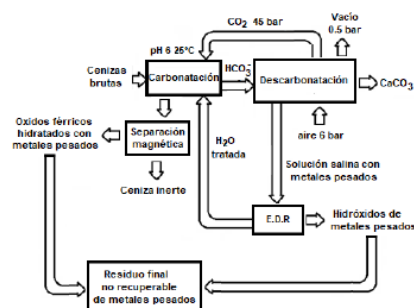 CO2 45 bar
Vacío
0.5 bar
pH 6 25°C
Cenizas
brutas
Carbonatación
HCO3-
Descarbonatación
CaCO3
Oxidos férricos
hidratados con
metales pesados
Separación
magnética
H2O
tratada
aire 6 bar
Solución salina con
metales pesados
Ceniza inerte
E.D.R
Hidróxidos de
metales pesados
Residuo final
no recuperable
de metales pesados